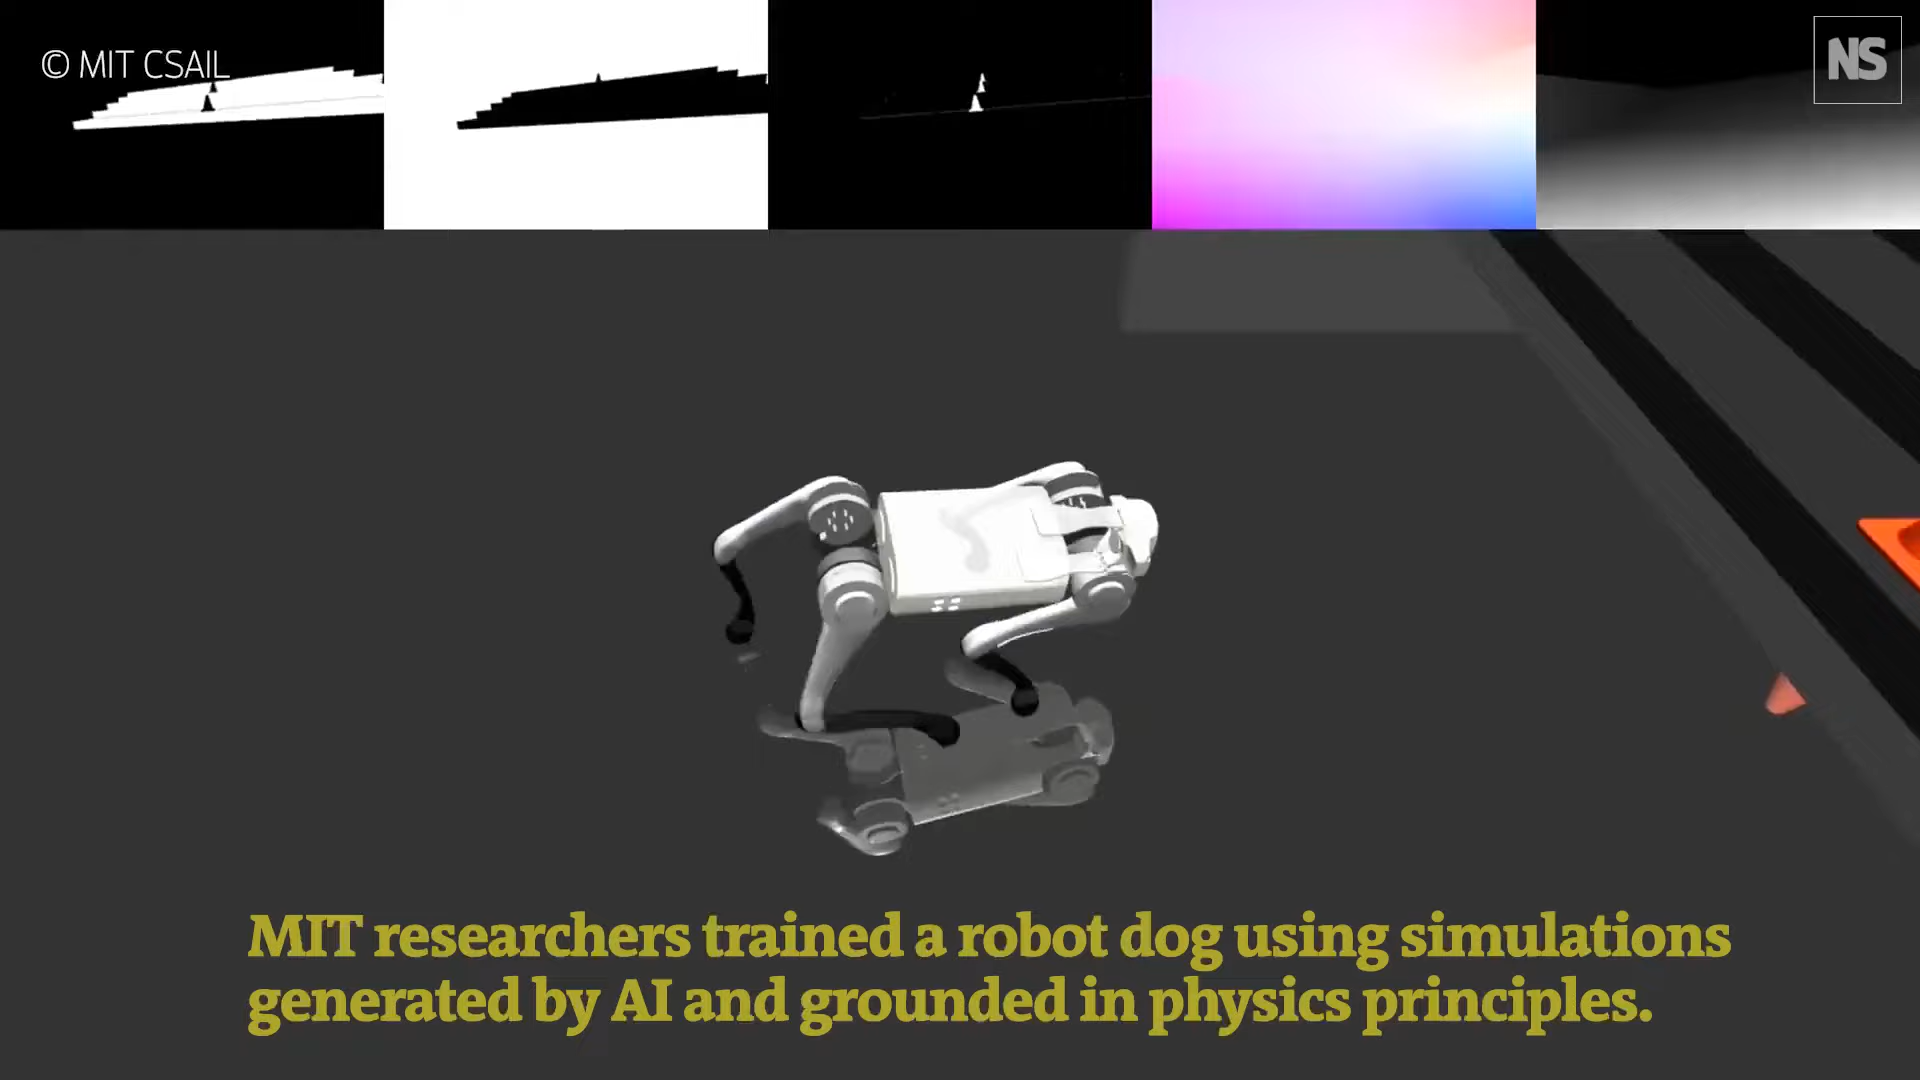 © MIT CSAIL
NS
MIT researchers trained a robot dog using simulations
generated by AI and grounded in physics principles.